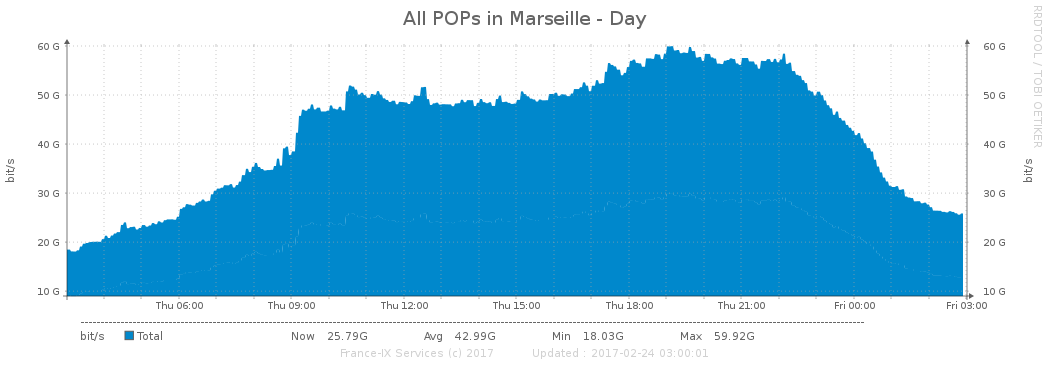 All POPs in Marseille - Day
RRDTOOL / TOBI OETIKER
60 G 60 G
50 G 50 G
40 G 40 G
30 G 30 G
20 G 20 G
10 G 10 G
bit/s
bit/s
Thu 06:00 Thu 09:00 Thu 12:00 Thu 15:00 Thu 18:00 Thu 21:00 Fri 00:00 Fri 03:00
bit/s Total Now 25.79G Avg 42.99G Min 18.03G Max 59.92G
France-IX Services (c) 2017 Updated : 2017-02-24 03:00:01